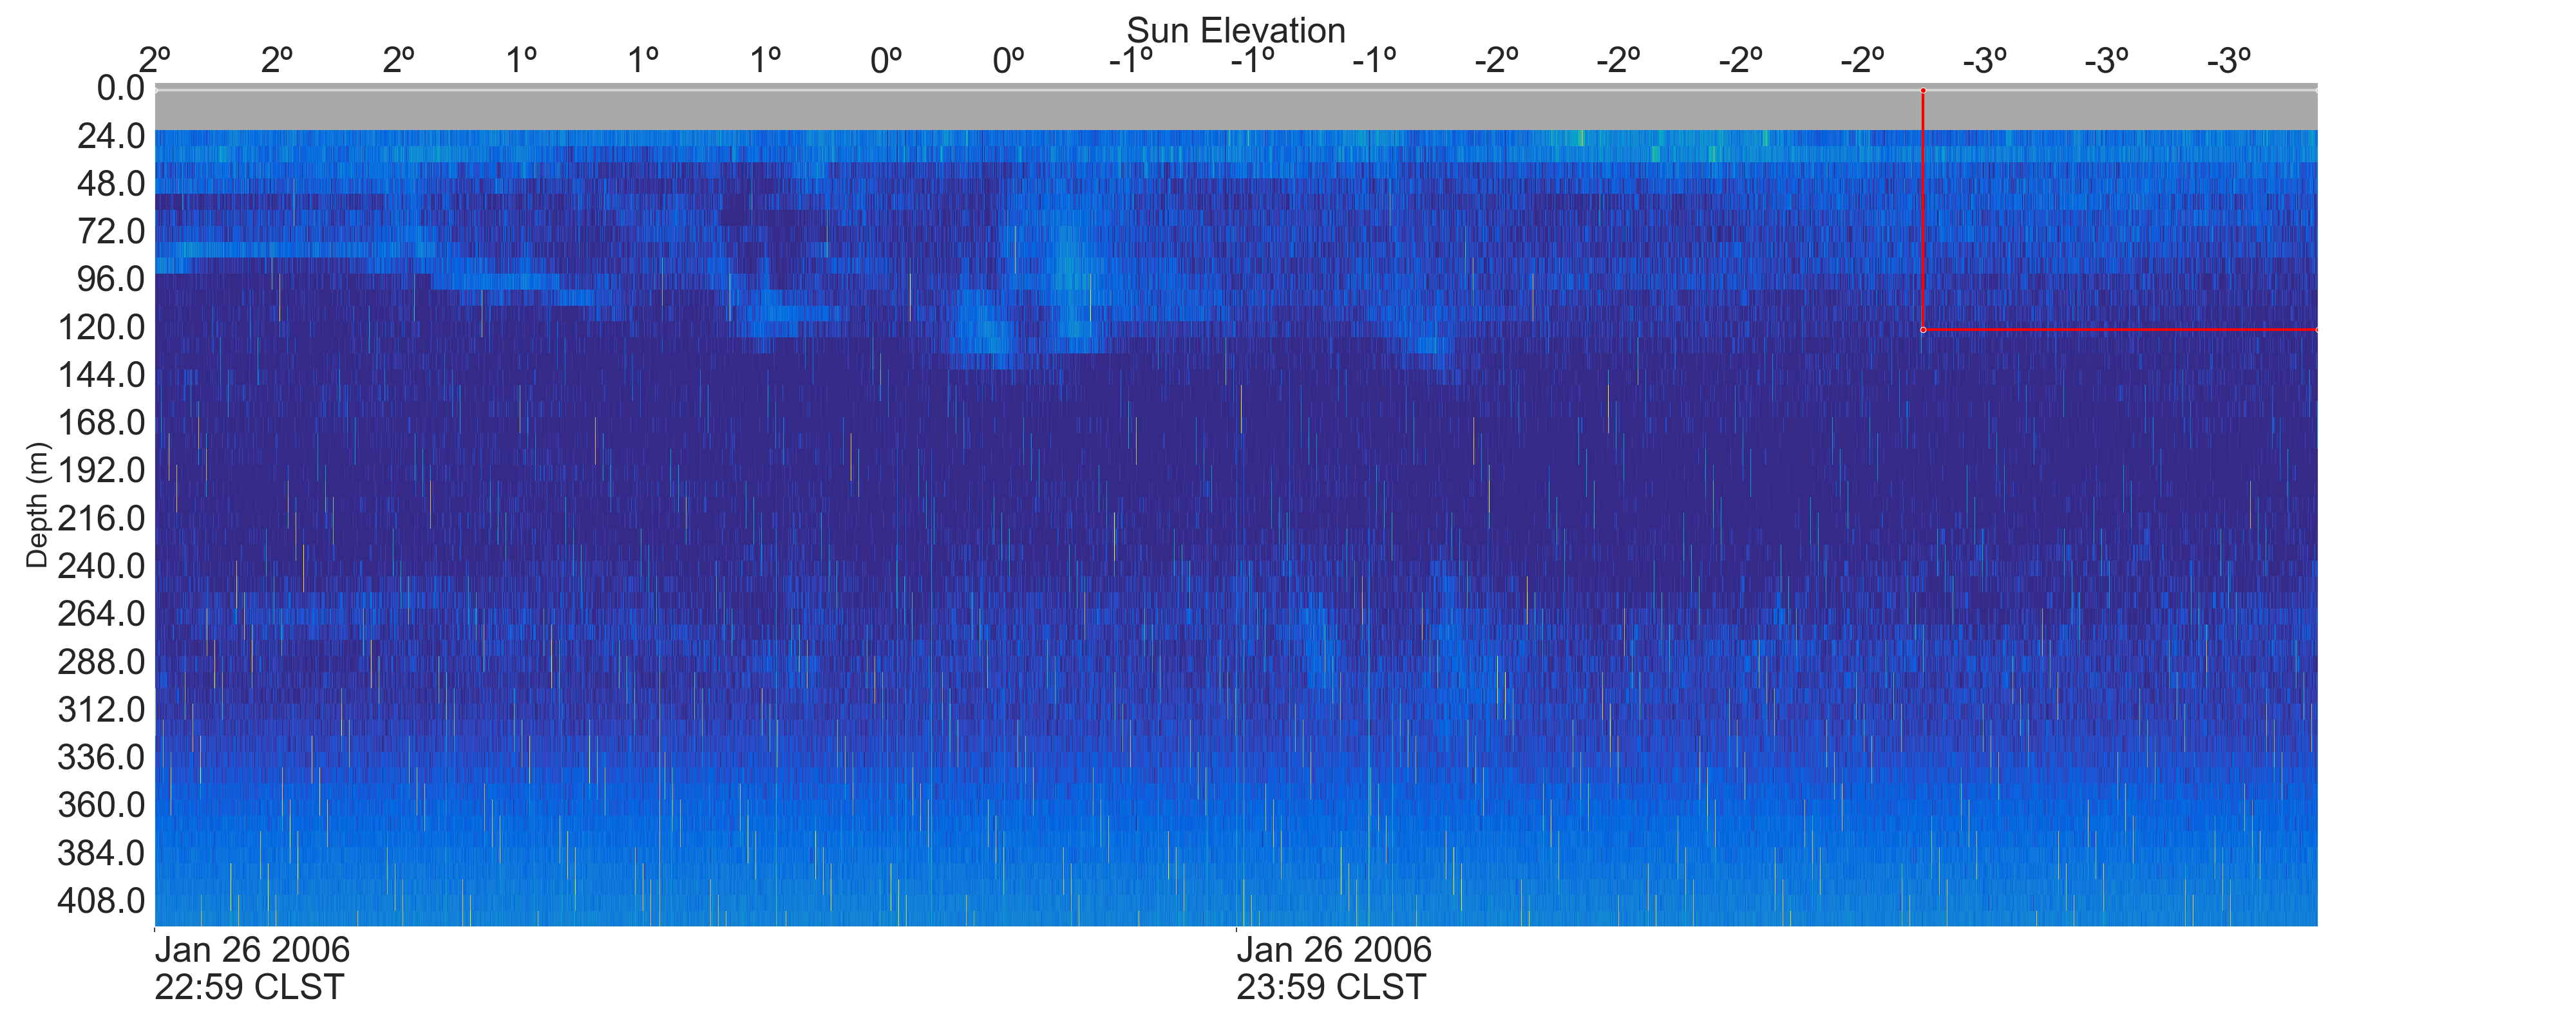 Sun Elevation
2º 2º 2º 1º 1º 1º 0º 0º -1º -1º -1º -2º -2º -2º -2º -3º -3º -3º
0.0
24.0
48.0
72.0
96.0
120.0
144.0
168.0
192.0
216.0
240.0
264.0
288.0
312.0
336.0
360.0
384.0
408.0
Depth (m)
Jan 26 2006
22:59 CLST
Jan 26 2006
23:59 CLST